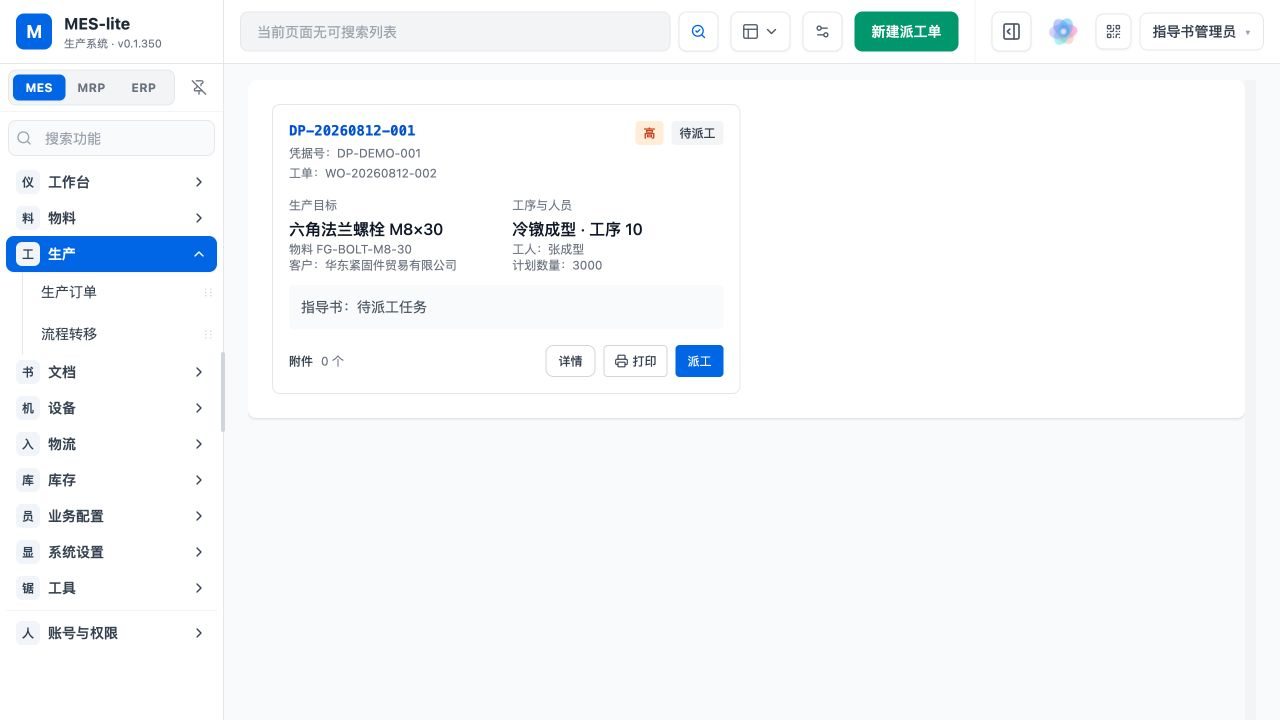 M
MES-lite
生产系统 · v0.1.350
当前页面无可搜索列表
新建派工单
指导书管理员
MES
MRP
ERP
搜索功能
仪 工作台
料 物料
工 生产
生产订单
流程转移
书 文档
机 设备
入 物流
库 库存
员 业务配置
显 系统设置
锯 工具
人 账号与权限
DP-20260812-001
高
待派工
凭据号：DP-DEMO-001
工单：WO-20260812-002
生产目标
六角法兰螺栓 M8×30
物料 FG-BOLT-M8-30
客户：华东紧固件贸易有限公司
工序与人员
冷镦成型 · 工序 10
工人：张成型
计划数量：3000
指导书：待派工任务
附件 0 个
详情
打印
派工